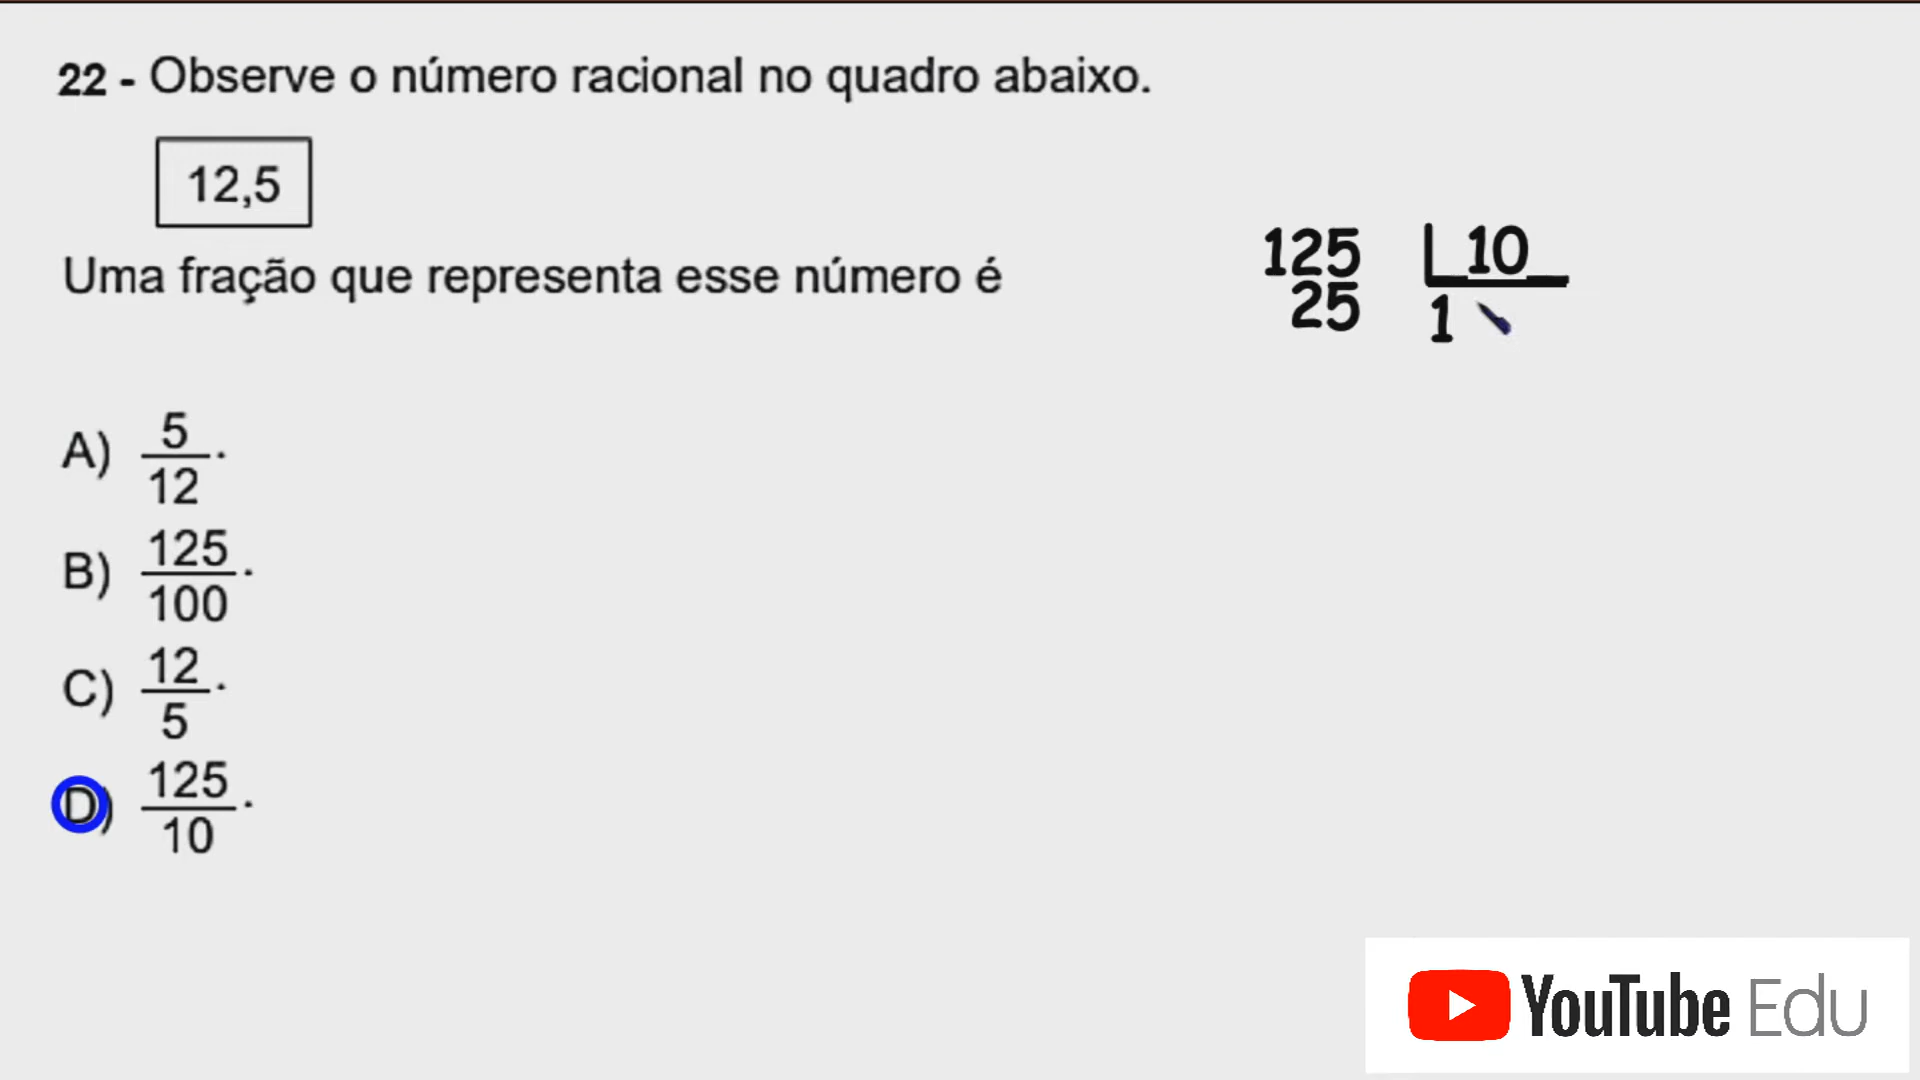 22 - Observe o número racional no quadro abaixo.
12,5
Uma fração que representa esse número é
125 10
25 1
A) 5/12.
B) 125/100.
C) 12/5.
D) 125/10.
YouTube Edu